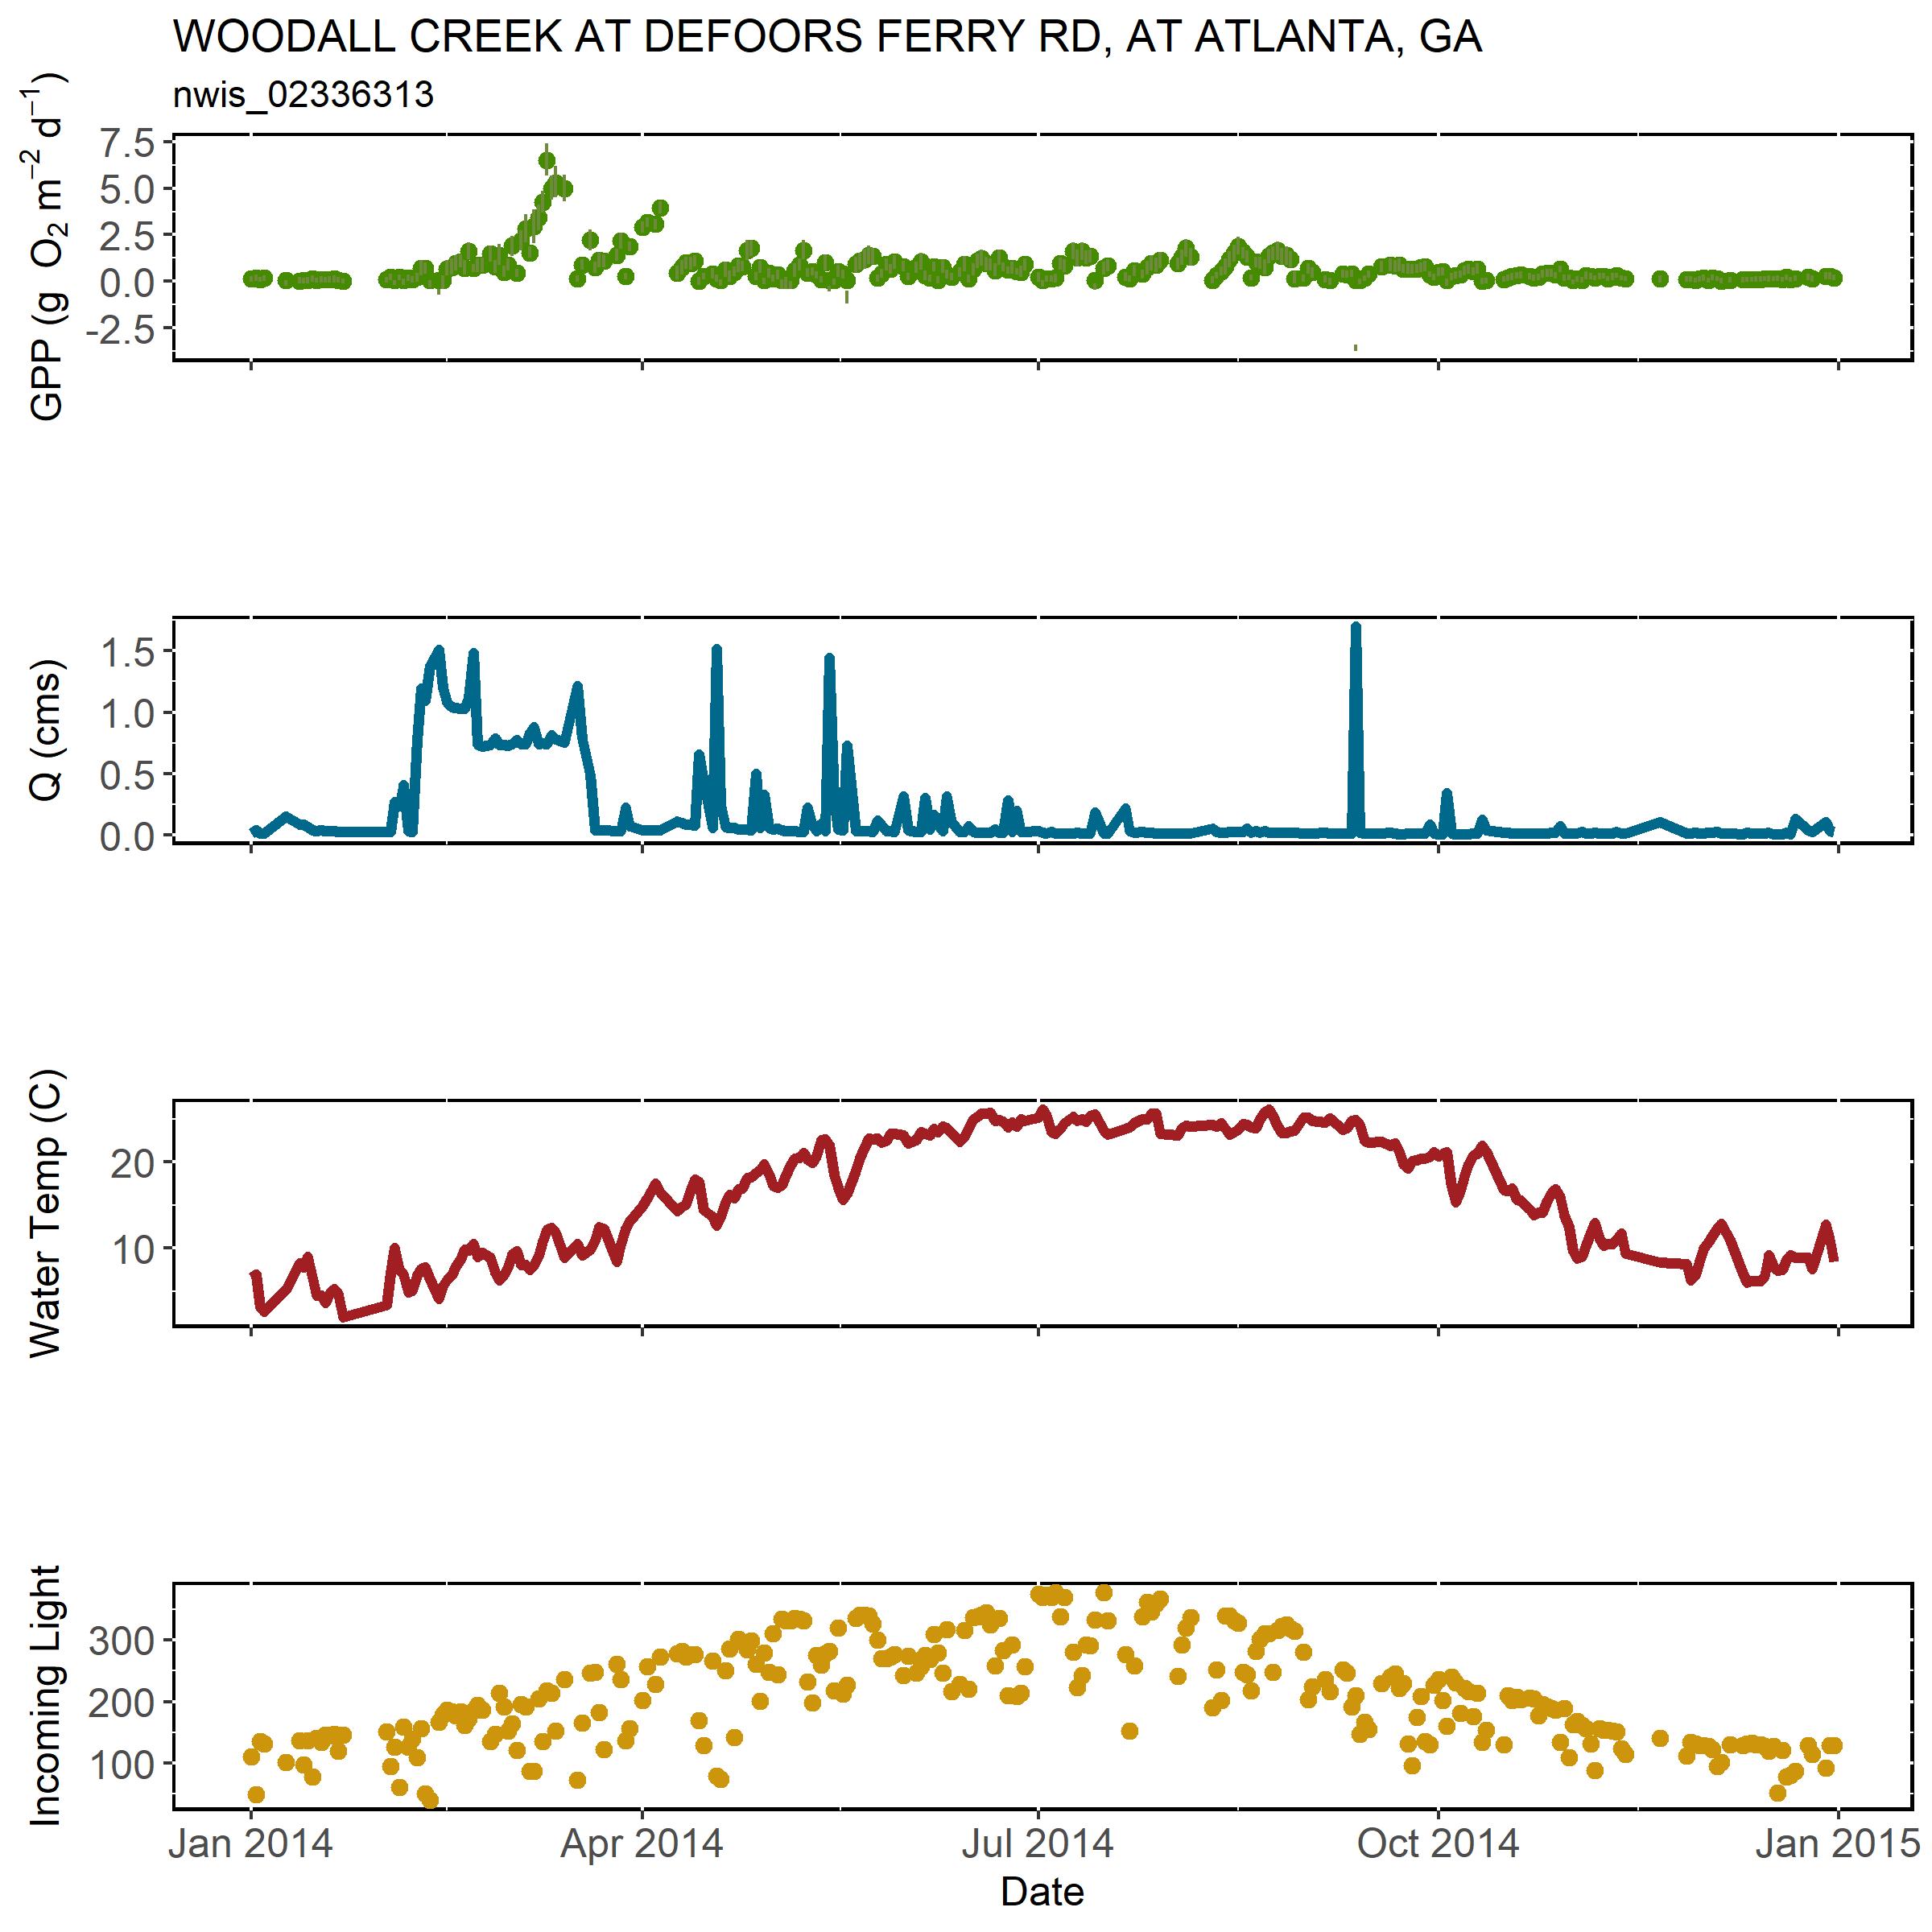 WOODALL CREEK AT DEFOORS FERRY RD, AT ATLANTA, GA
nwis_02336313
GPP (g O₂ m⁻² d⁻¹)
7.5
5.0
2.5
0.0
-2.5
Q (cms)
1.5
1.0
0.5
0.0
Water Temp (C)
20
10
Incoming Light
300
200
100
Jan 2014 Apr 2014 Jul 2014 Oct 2014 Jan 2015
Date